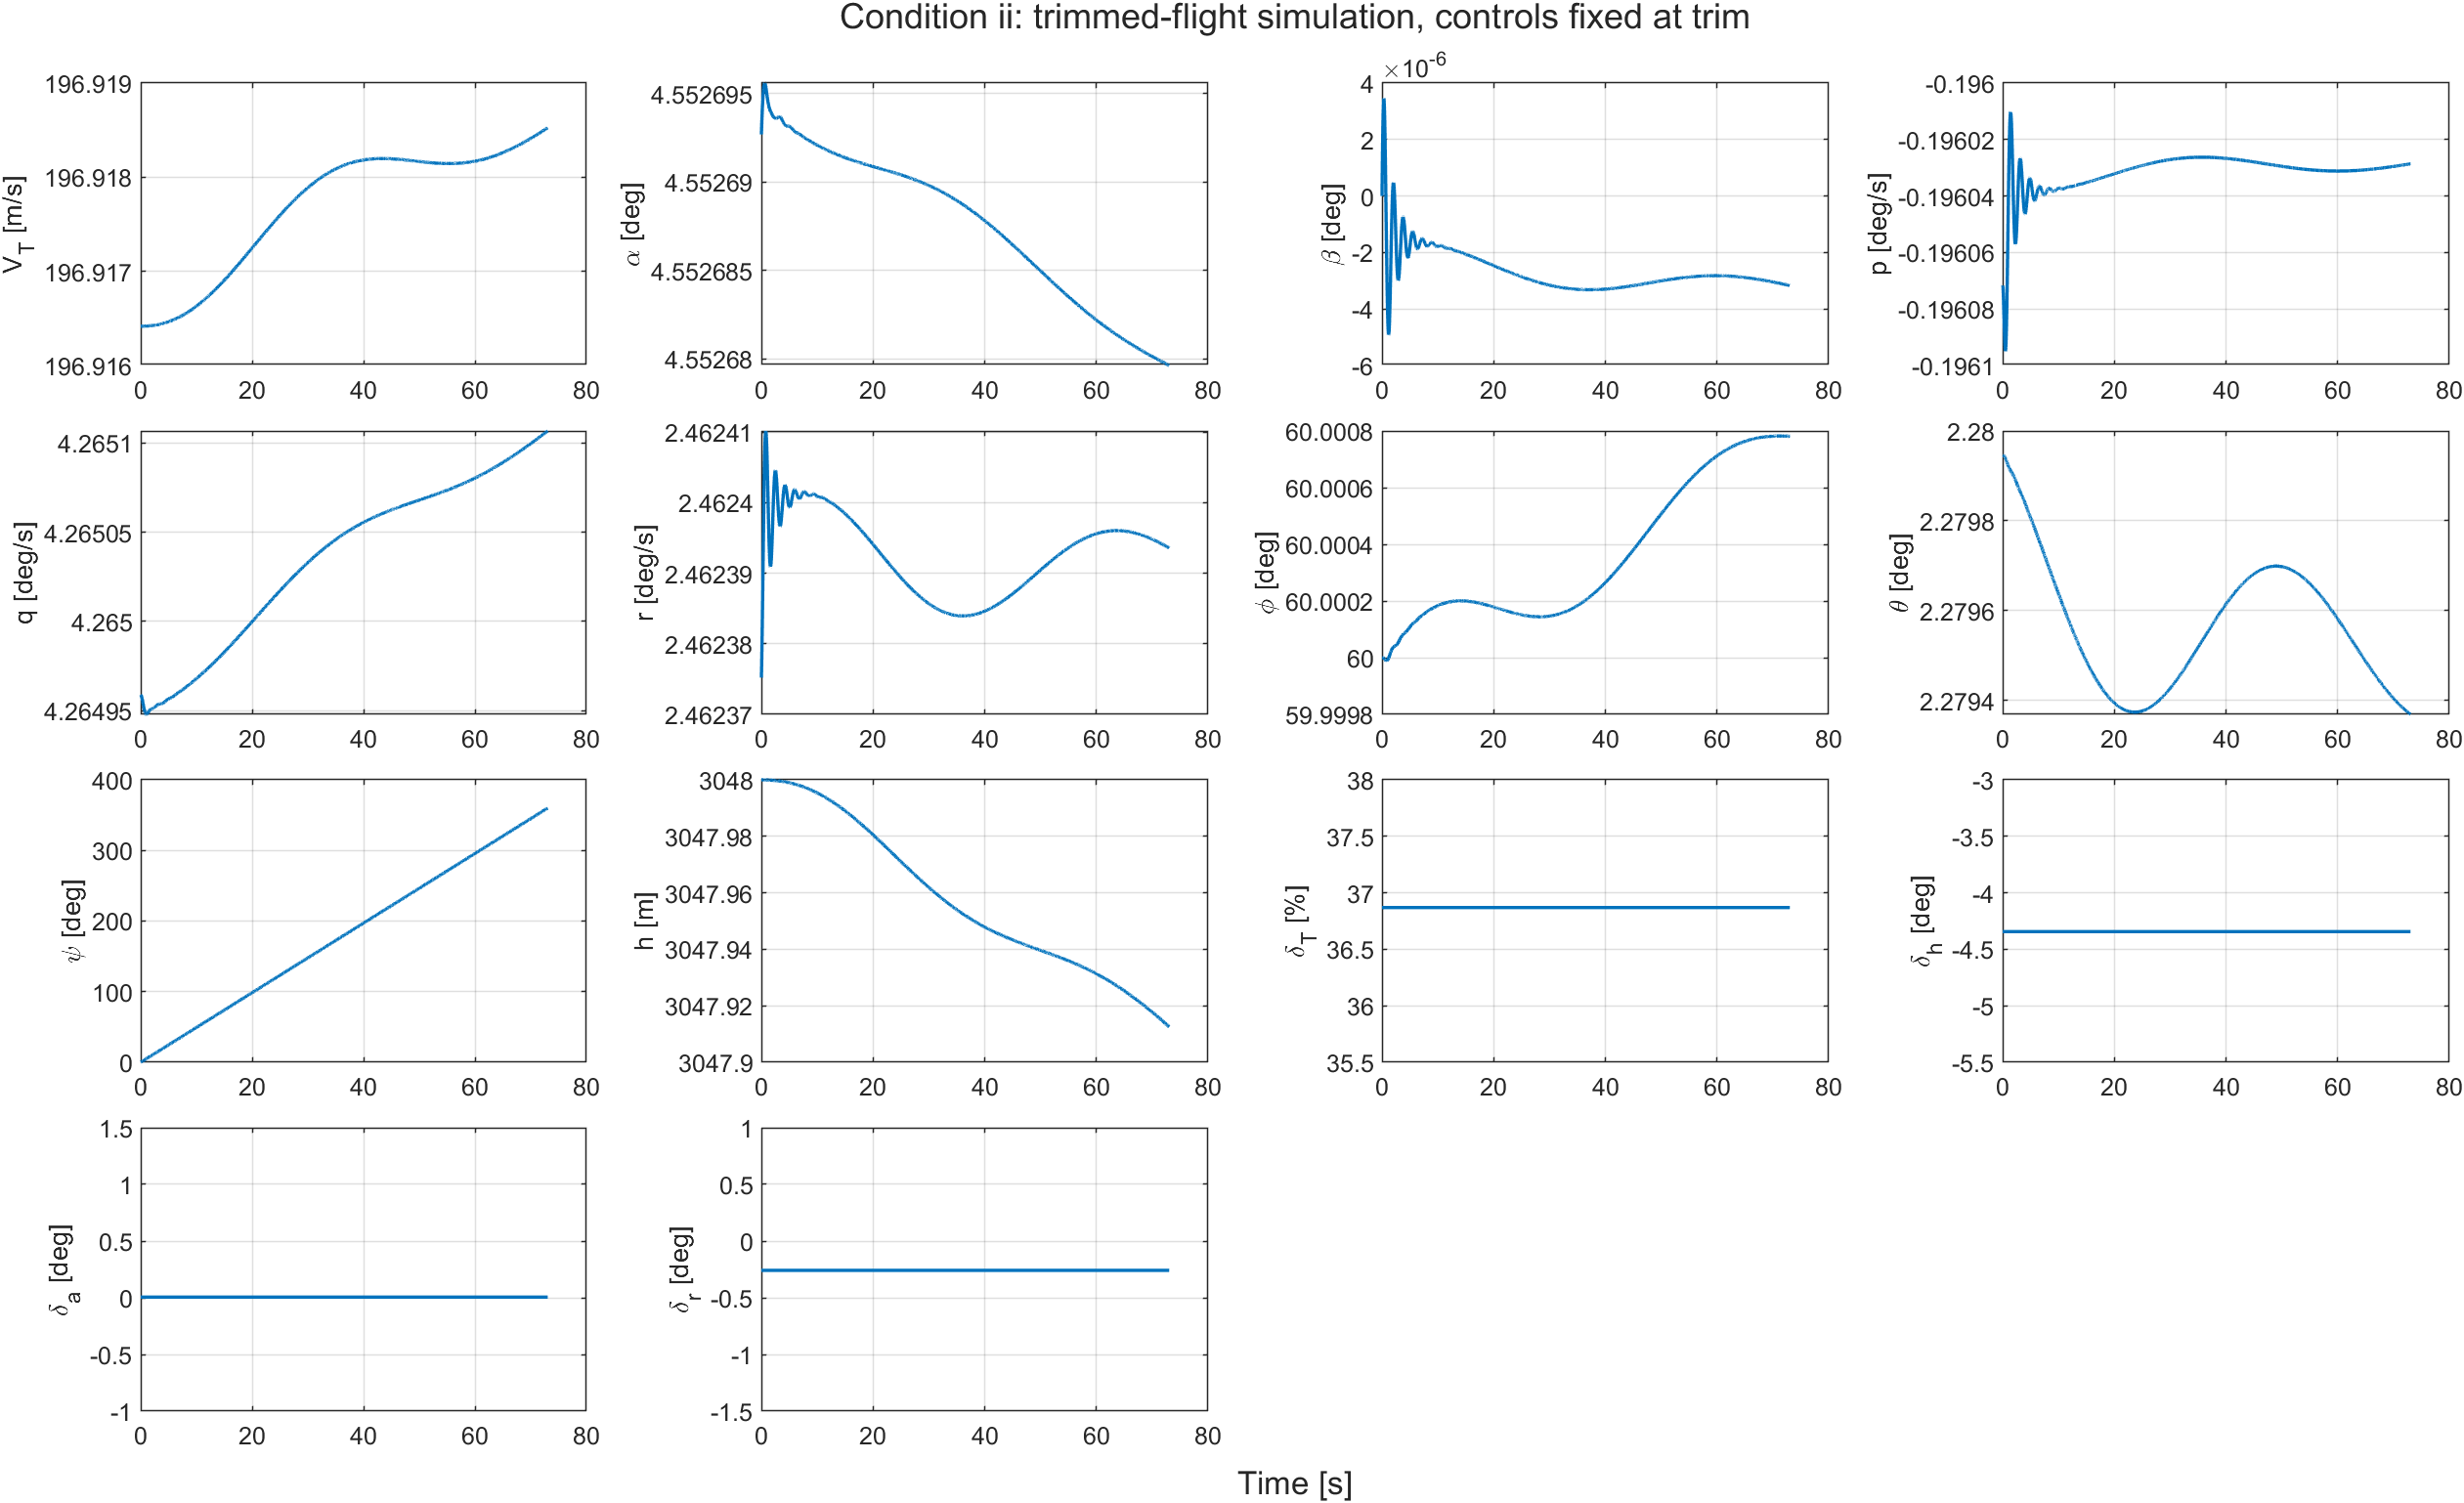 Condition ii: trimmed-flight simulation, controls fixed at trim
196.919
196.918
196.917
196.916
V_T [m/s]
0 20 40 60 80
4.552695
4.55269
4.552685
4.55268
α [deg]
0 20 40 60 80
×10⁻⁶
4
2
0
-2
-4
-6
β [deg]
0 20 40 60 80
-0.196
-0.19602
-0.19604
-0.19606
-0.19608
-0.1961
p [deg/s]
0 20 40 60 80
4.2651
4.26505
4.265
4.26495
q [deg/s]
0 20 40 60 80
2.46241
2.4624
2.46239
2.46238
2.46237
r [deg/s]
0 20 40 60 80
60.0008
60.0006
60.0004
60.0002
60
59.9998
ϕ [deg]
0 20 40 60 80
2.28
2.2798
2.2796
2.2794
θ [deg]
0 20 40 60 80
400
300
200
100
0
ψ [deg]
0 20 40 60 80
3048
3047.98
3047.96
3047.94
3047.92
3047.9
h [m]
0 20 40 60 80
38
37.5
37
36.5
36
35.5
δ_T [%]
0 20 40 60 80
-3
-3.5
-4
-4.5
-5
-5.5
δ_h [deg]
0 20 40 60 80
1.5
1
0.5
0
-0.5
-1
δ_a [deg]
0 20 40 60 80
1
0.5
0
-0.5
-1
-1.5
δ_r [deg]
0 20 40 60 80
Time [s]